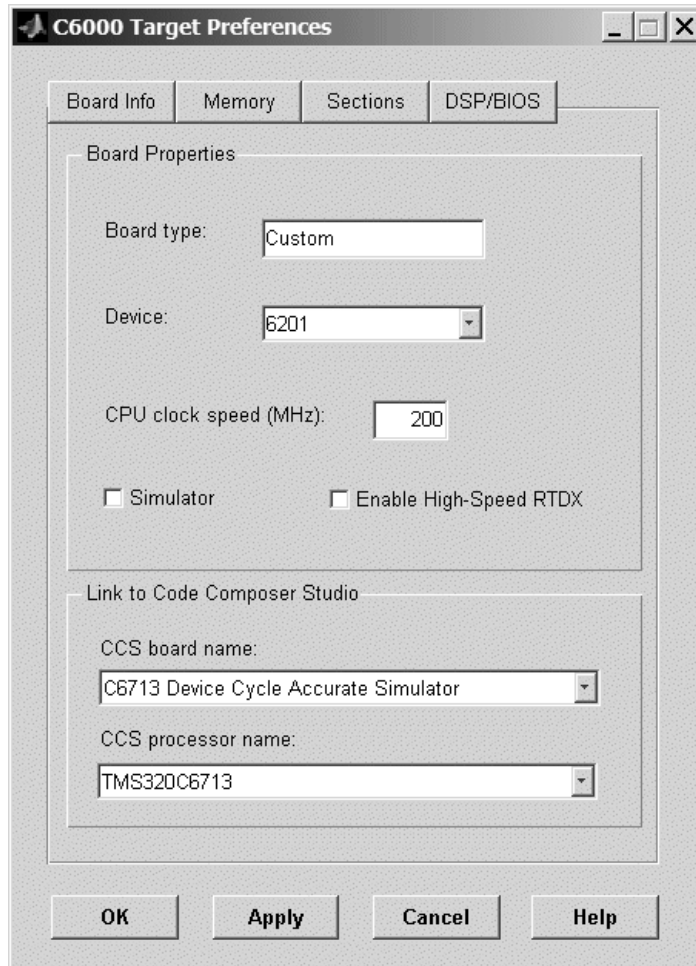 C6000 Target Preferences
Board Info Memory Sections DSP/BIOS
Board Properties
Board type: Custom
Device: 6201
CPU clock speed (MHz): 200
Simulator Enable High-Speed RTDX
Link to Code Composer Studio
CCS board name:
C6713 Device Cycle Accurate Simulator
CCS processor name:
TMS320C6713
OK Apply Cancel Help